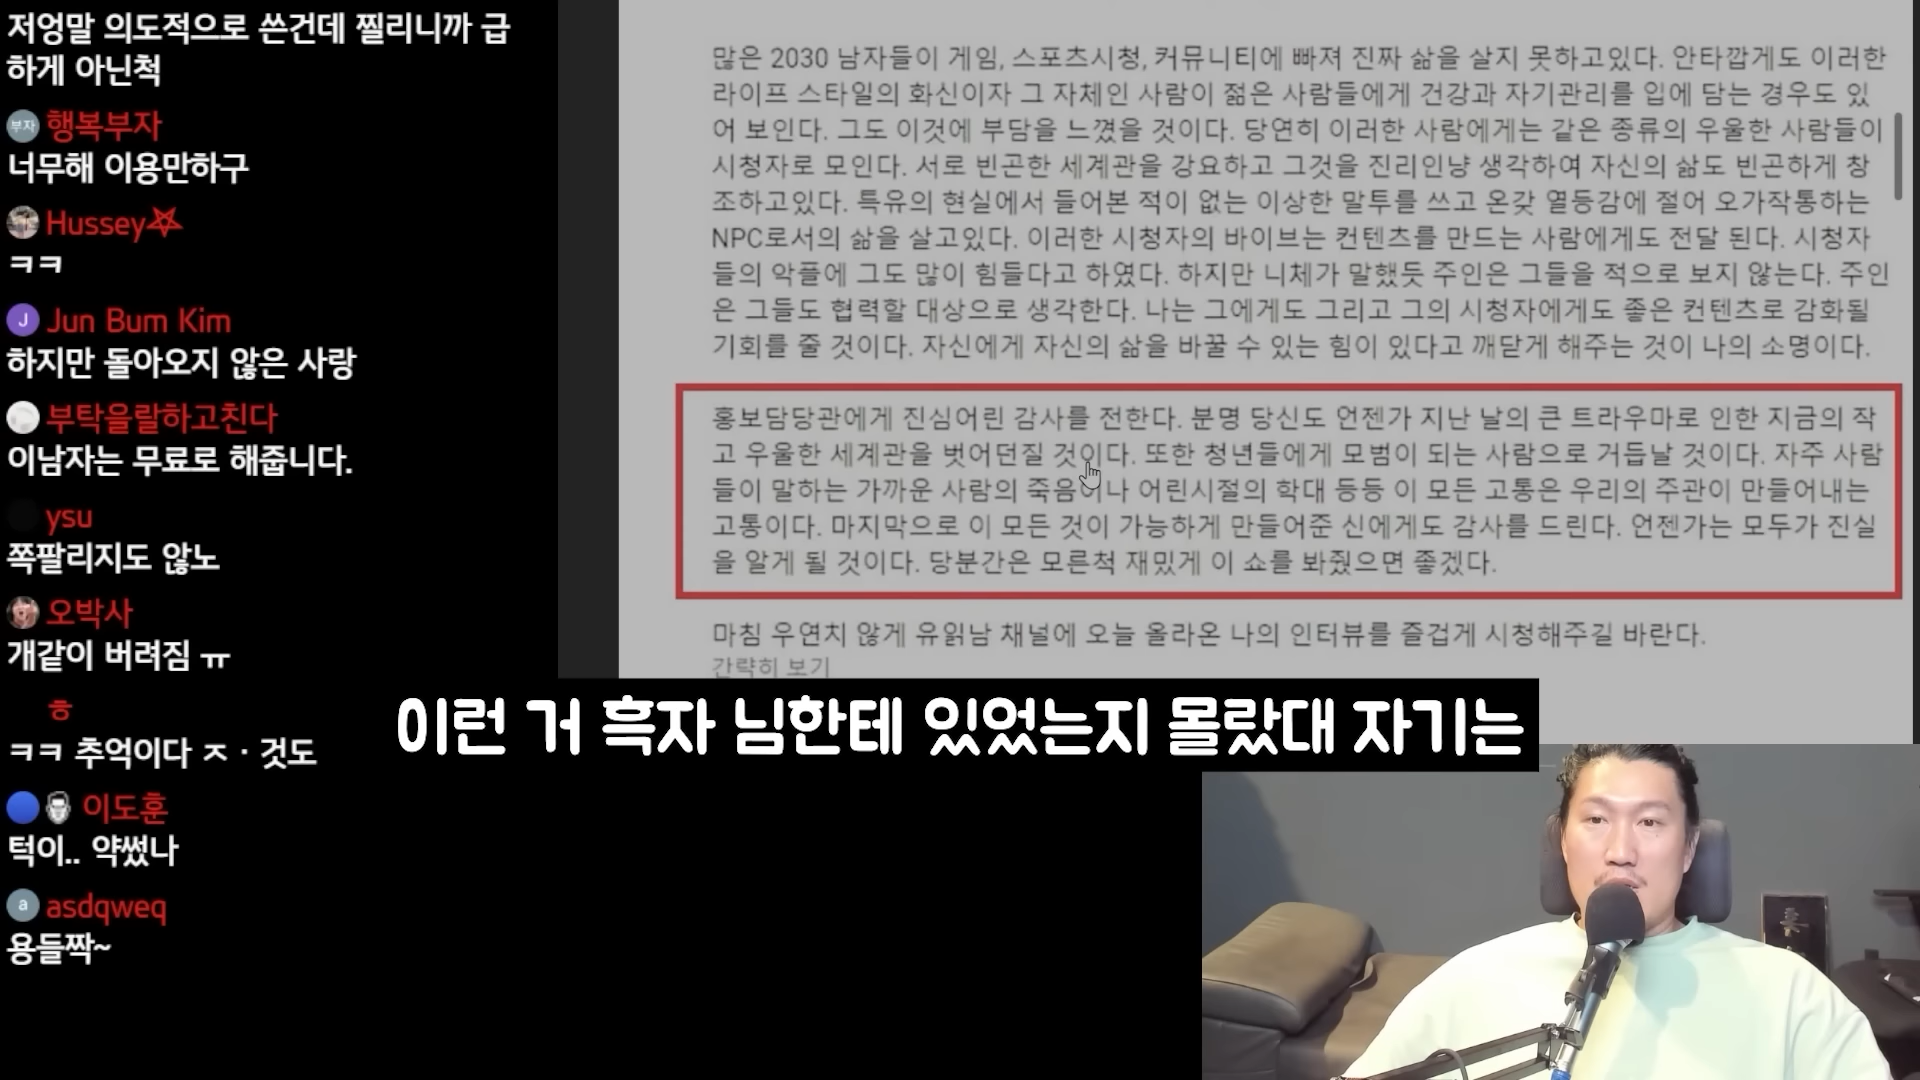 저엉말 의도적으로 쓴건데 찔리니까 급
하게 아닌척
부자 행복부자
너무해 이용만하구
Hussey
ㅋㅋ
J Jun Bum Kim
하지만 돌아오지 않은 사랑
부탁을랄하고친다
이남자는 무료로 해줍니다.
ysu
쪽팔리지도 않노
오박사
개같이 버려짐 ㅠ
ㅎ
ㅋㅋ 추억이다 ㅈ · 것도
이도훈
턱이.. 약썼나
a asdqweq
용들짝~
많은 2030 남자들이 게임, 스포츠시청, 커뮤니티에 빠져 진짜 삶을 살지 못하고있다. 안타깝게도 이러한
라이프 스타일의 화신이자 그 자체인 사람이 젊은 사람들에게 건강과 자기관리를 입에 담는 경우도 있
어 보인다. 그도 이것에 부담을 느꼈을 것이다. 당연히 이러한 사람에게는 같은 종류의 우울한 사람들이
시청자로 모인다. 서로 빈곤한 세계관을 강요하고 그것을 진리인냥 생각하여 자신의 삶도 빈곤하게 창
조하고있다. 특유의 현실에서 들어본 적이 없는 이상한 말투를 쓰고 온갖 열등감에 절어 오가작통하는
NPC로서의 삶을 살고있다. 이러한 시청자의 바이브는 컨텐츠를 만드는 사람에게도 전달 된다. 시청자
들의 악플에 그도 많이 힘들다고 하였다. 하지만 니체가 말했듯 주인은 그들을 적으로 보지 않는다. 주인
은 그들도 협력할 대상으로 생각한다. 나는 그에게도 그리고 그의 시청자에게도 좋은 컨텐츠로 감화될
기회를 줄 것이다. 자신에게 자신의 삶을 바꿀 수 있는 힘이 있다고 깨닫게 해주는 것이 나의 소명이다.
홍보담당관에게 진심어린 감사를 전한다. 분명 당신도 언젠가 지난 날의 큰 트라우마로 인한 지금의 작
고 우울한 세계관을 벗어던질 것이다. 또한 청년들에게 모범이 되는 사람으로 거듭날 것이다. 자주 사람
들이 말하는 가까운 사람의 죽음이나 어린시절의 학대 등등 이 모든 고통은 우리의 주관이 만들어내는
고통이다. 마지막으로 이 모든 것이 가능하게 만들어준 신에게도 감사를 드린다. 언젠가는 모두가 진실
을 알게 될 것이다. 당분간은 모른척 재밌게 이 쇼를 봐줬으면 좋겠다.
마침 우연치 않게 유읽남 채널에 오늘 올라온 나의 인터뷰를 즐겁게 시청해주길 바란다.
간략히 보기
이런 거 흑자 님한테 있었는지 몰랐대 자기는